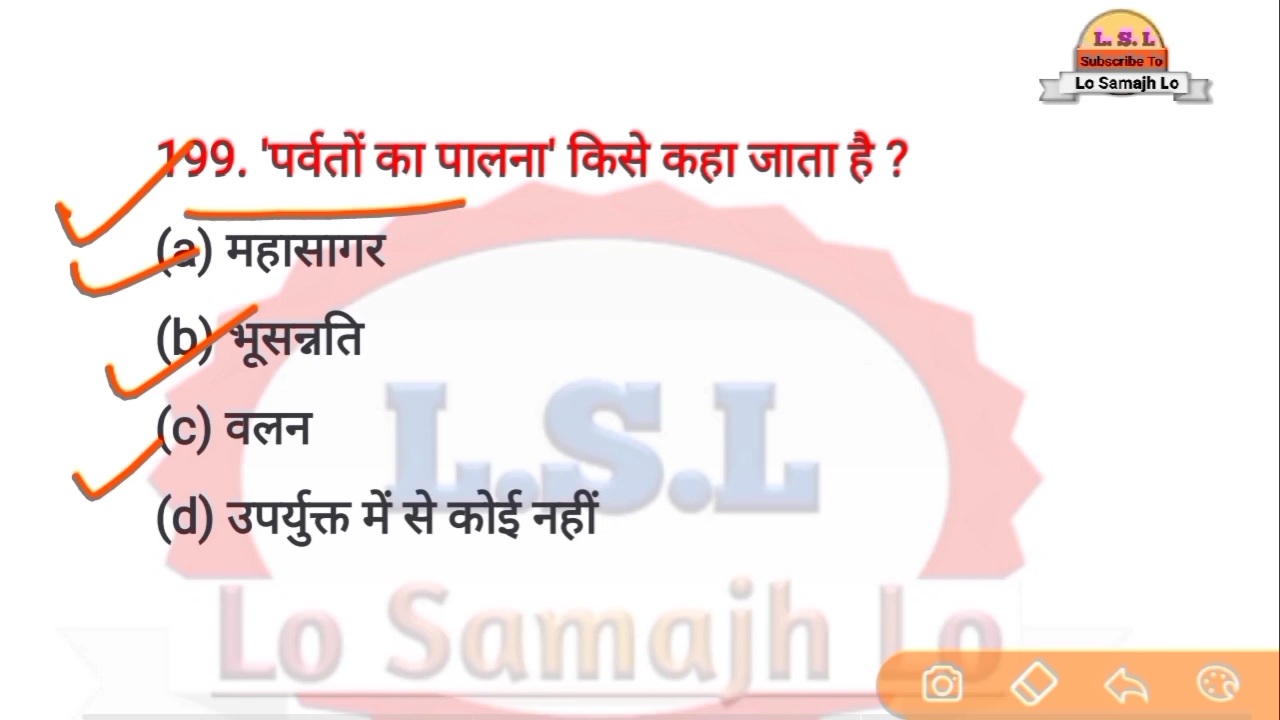 L. S. L
Subscribe To
Lo Samajh Lo
199. 'पर्वतों का पालना' किसे कहा जाता है ?
(a) महासागर
(b) भूसन्नति
(c) वलन
(d) उपर्युक्त में से कोई नहीं
L.S.L
Lo Samajh Lo